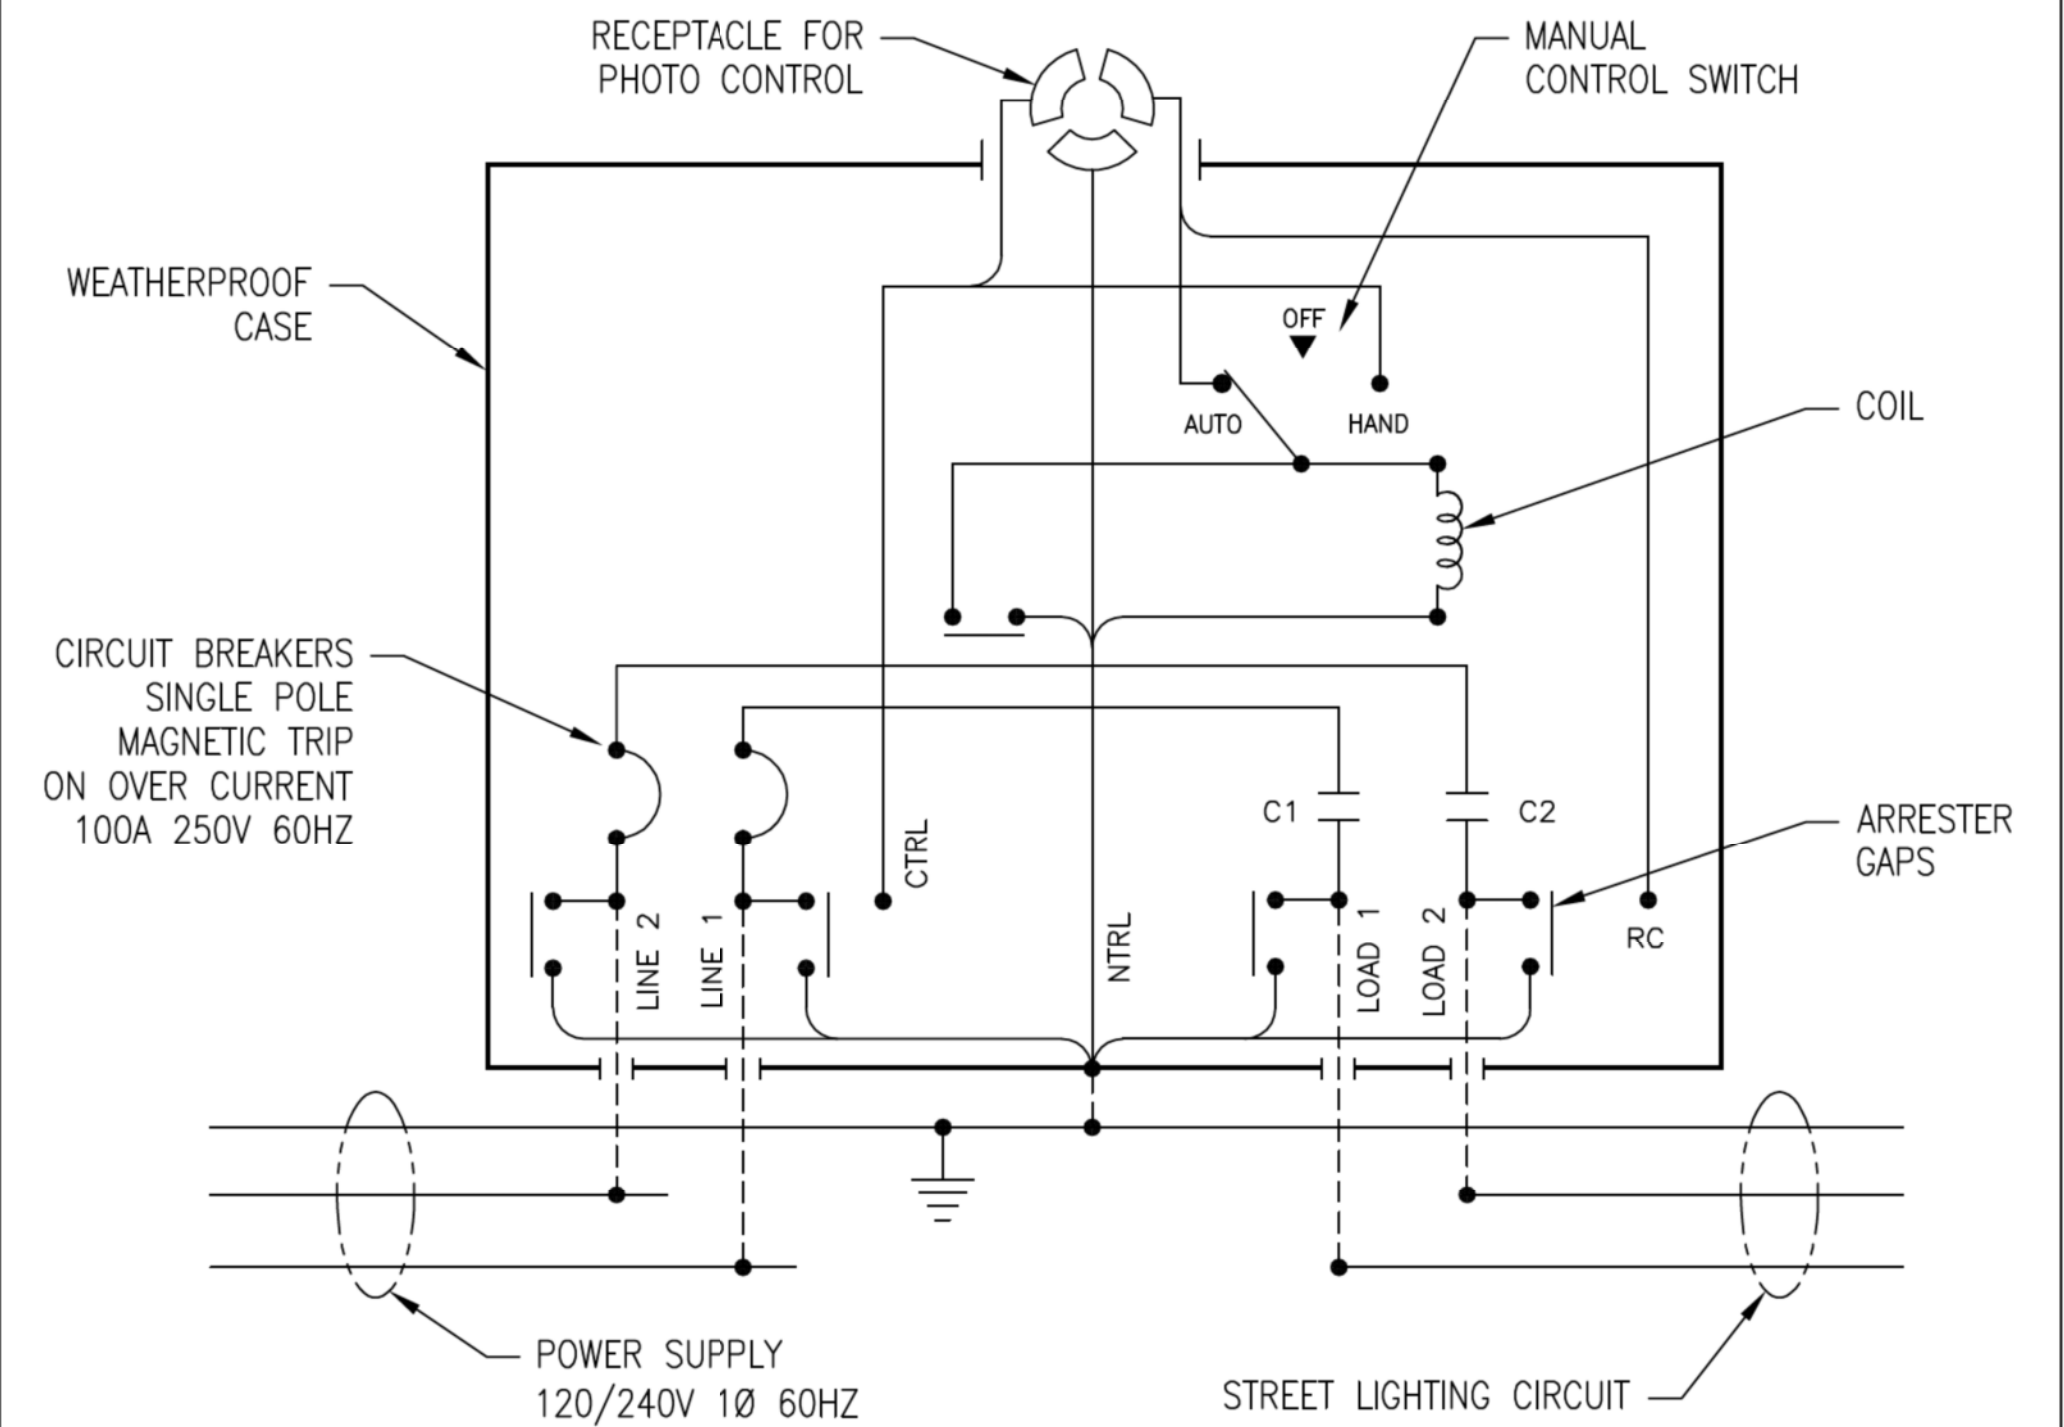 RECEPTACLE FOR
PHOTO CONTROL
MANUAL
CONTROL SWITCH
WEATHERPROOF
CASE
OFF
AUTO
HAND
COIL
CIRCUIT BREAKERS
SINGLE POLE
MAGNETIC TRIP
ON OVER CURRENT
100A 250V 60HZ
C1
C2
ARRESTER
GAPS
CTRL
LINE 2
LINE 1
NTRL
LOAD 1
LOAD 2
RC
POWER SUPPLY
120/240V 1Ø 60HZ
STREET LIGHTING CIRCUIT